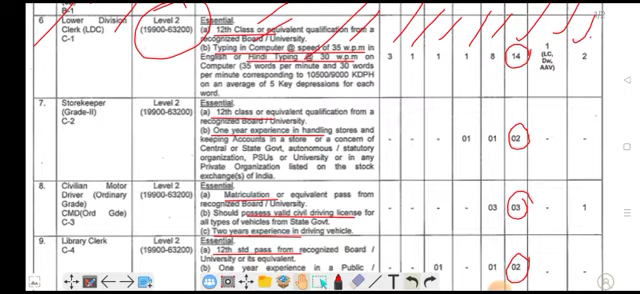 B-1
6 Lower Division Clerk (LDC) C-1
Level 2 (19900-63200)
Essential.
(a) 12th Class or equivalent qualification from a
recognized Board / University.
(b) Typing in Computer @ speed of 35 w.p.m in
English or Hindi Typing @ 30 w.p.m on
Computer (35 words per minute and 30 words
per minute corresponding to 10500/9000 KDPH
on an average of 5 Key depressions for each
word.
3 1 1 1 8 14 1 (LC, Dw, AAV) 2
7. Storekeeper (Grade-II) C-2
Level 2 (19900-63200)
Essential.
(a) 12th class or equivalent qualification from a
recognized Board / University.
(b) One year experience in handling stores and
keeping Accounts in a store or a concern of
Central or State Govt, autonomous / statutory
organization, PSUs or University or in any
Private Organization listed on the stock
exchange(s) of India.
- - - 01 01 02 - -
8. Civilian Motor Driver (Ordinary Grade) CMD(Ord Gde) C-3
Level 2 (19900-63200)
Essential.
(a) Matriculation or equivalent pass from
recognized Board / University.
(b) Should possess valid civil driving license for
all types of vehicles from State Govt.
(c) Two years experience in driving vehicle.
- - - - 03 03 - 1
9. Library Clerk C-4
Level 2 (19900-63200)
Essential.
(a) 12th std pass from recognized Board /
University or its equivalent.
(b) One year experience in a Public /
- - 01 - 01 02 - -